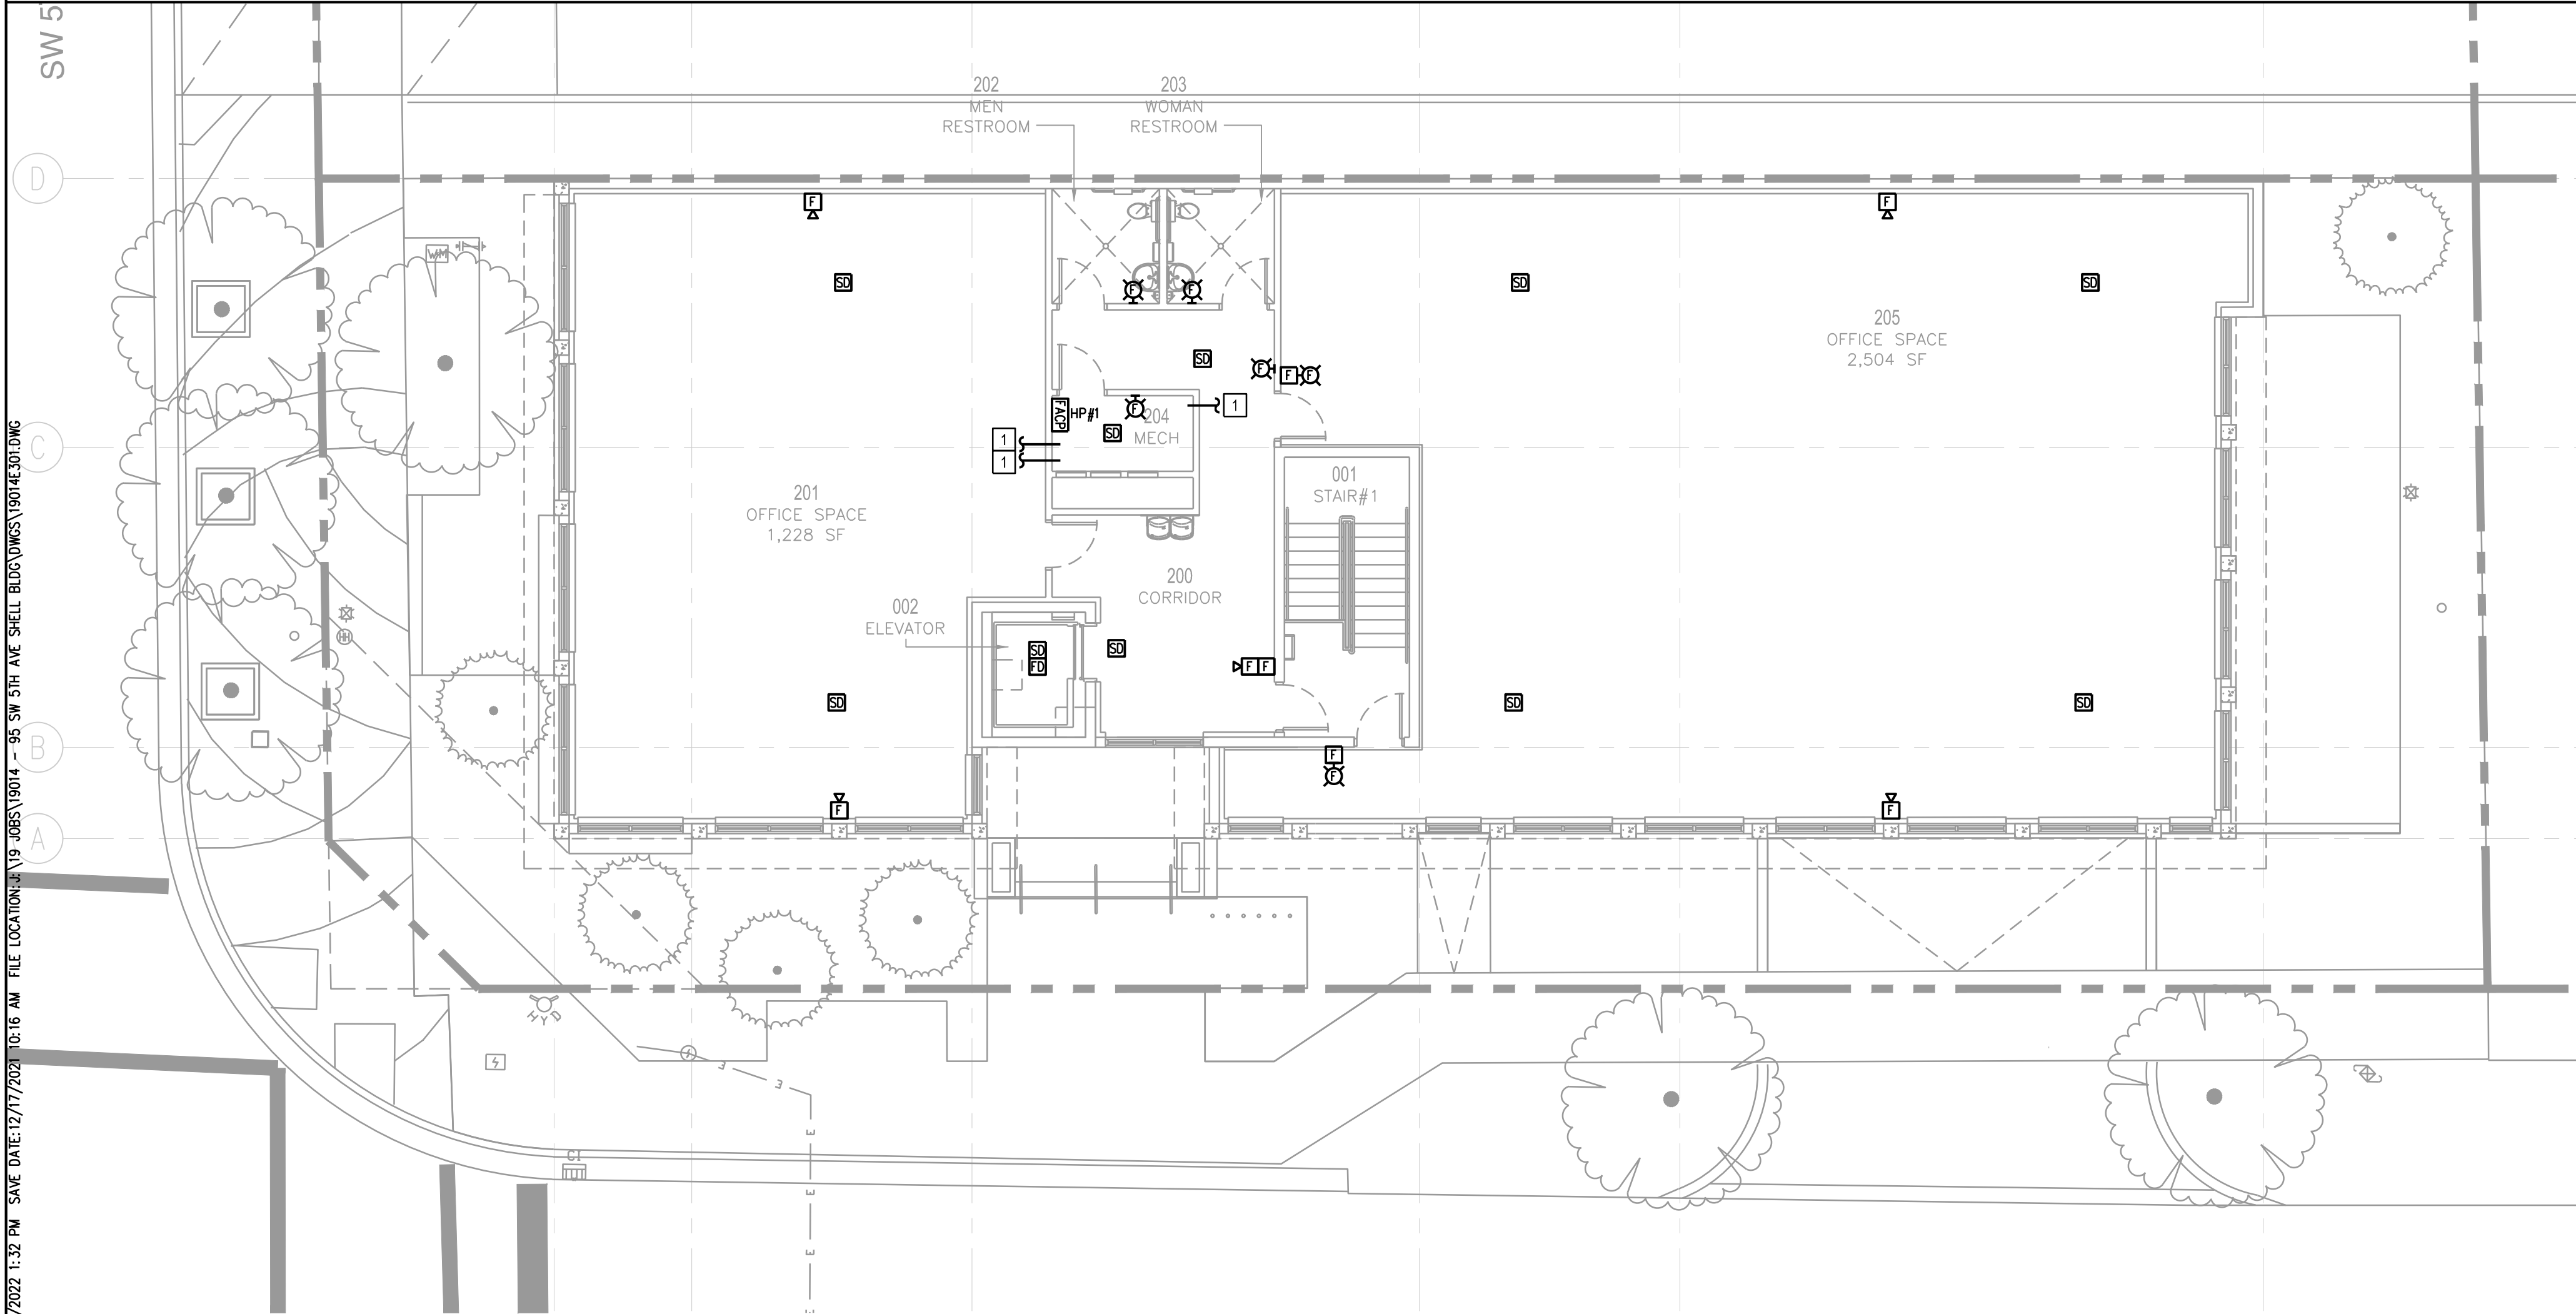 SW 5
202
MEN
RESTROOM
203
WOMAN
RESTROOM
D
F
F
WM
SD
SD
SD
F
F
205
OFFICE SPACE
2,504 SF
SD
F
F
F
FACP
HP#1
F
1
204
MECH
SD
C
1
1
001
STAIR#1
201
OFFICE SPACE
1,228 SF
200
CORRIDOR
002
ELEVATOR
HH
SD
FD
SD
F
F
SD
SD
SD
B
F
F
F
F
A
HYD
E
E
E
E
E
E
CI
/2022 1:32 PM SAVE DATE:12/17/2021 10:16 AM FILE LOCATION:J:\19 JOBS\19014 - 95 SW 5TH AVE SHELL BLDG\DWGS\19014E301.DWG